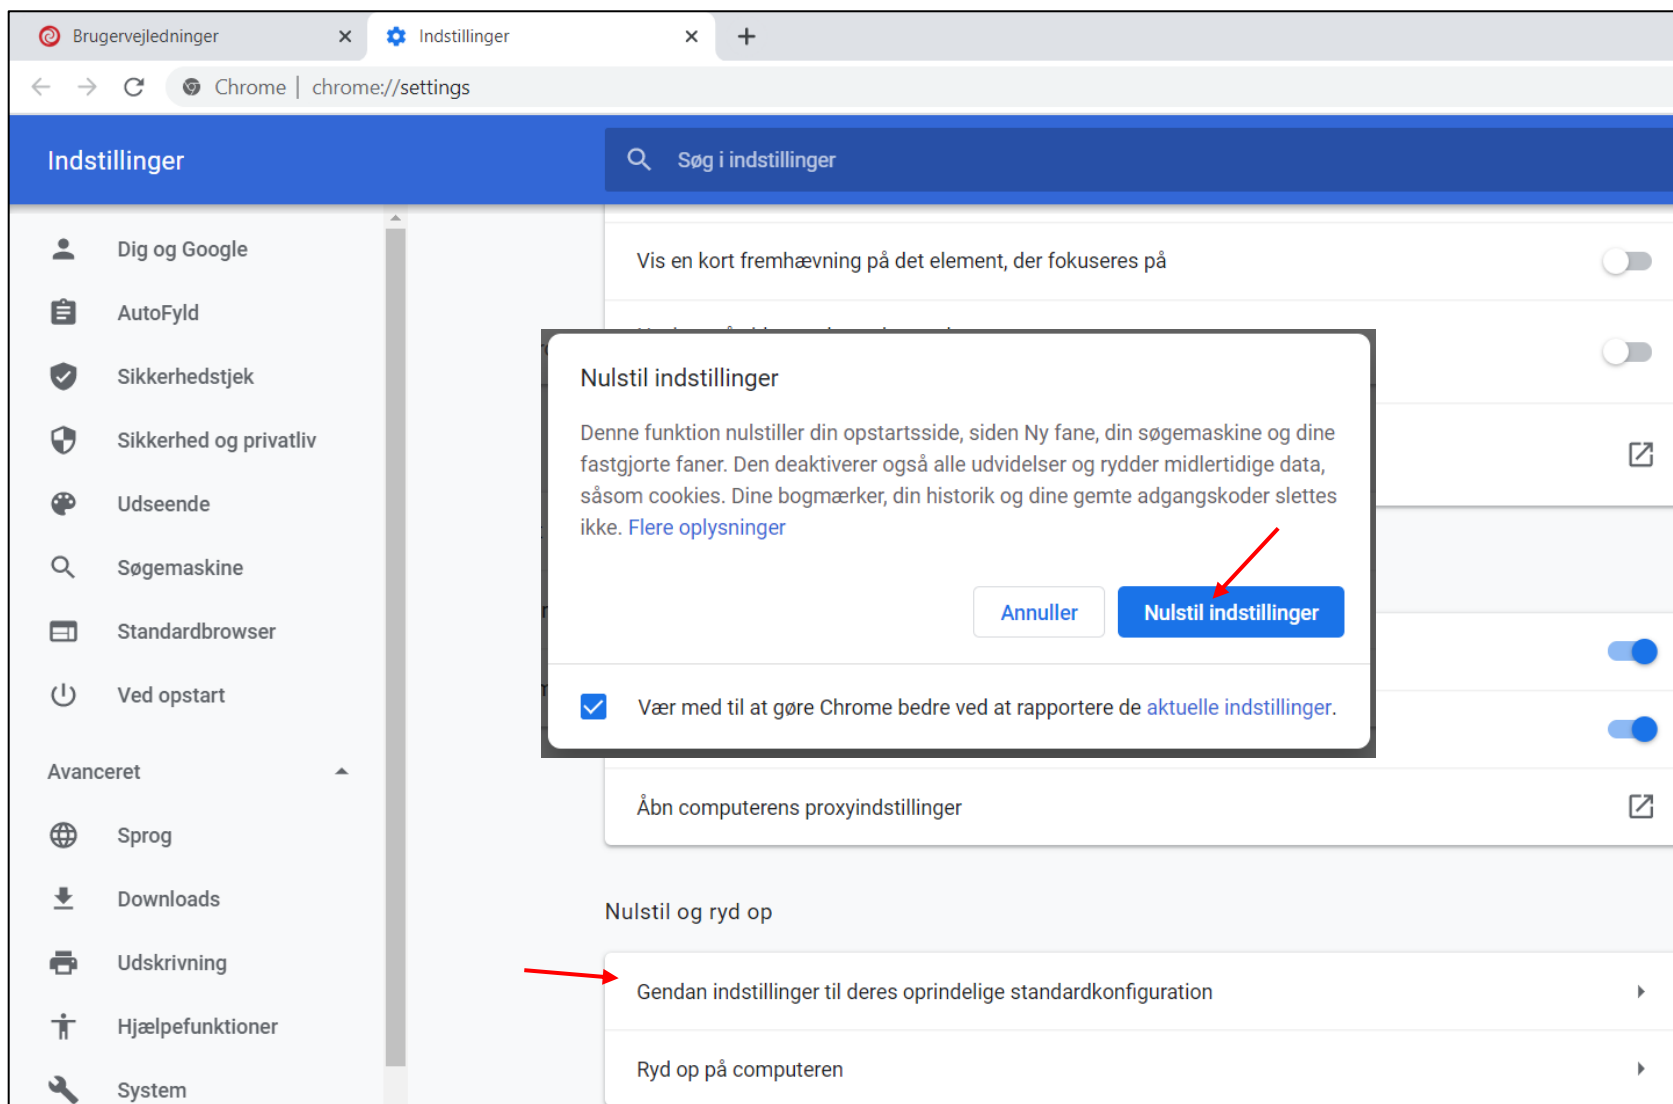 Brugervejledninger
Indstillinger
Chrome | chrome://settings
Indstillinger
Søg i indstillinger
Dig og Google
AutoFyld
Sikkerhedstjek
Sikkerhed og privatliv
Udseende
Søgemaskine
Standardbrowser
Ved opstart
Avanceret
Sprog
Downloads
Udskrivning
Hjælpefunktioner
System
Vis en kort fremhævning på det element, der fokuseres på
Nulstil indstillinger
Denne funktion nulstiller din opstartsside, siden Ny fane, din søgemaskine og dine
fastgjorte faner. Den deaktiverer også alle udvidelser og rydder midlertidige data,
såsom cookies. Dine bogmærker, din historik og dine gemte adgangskoder slettes
ikke. Flere oplysninger
Annuller
Nulstil indstillinger
Vær med til at gøre Chrome bedre ved at rapportere de aktuelle indstillinger.
Åbn computerens proxyindstillinger
Nulstil og ryd op
Gendan indstillinger til deres oprindelige standardkonfiguration
Ryd op på computeren